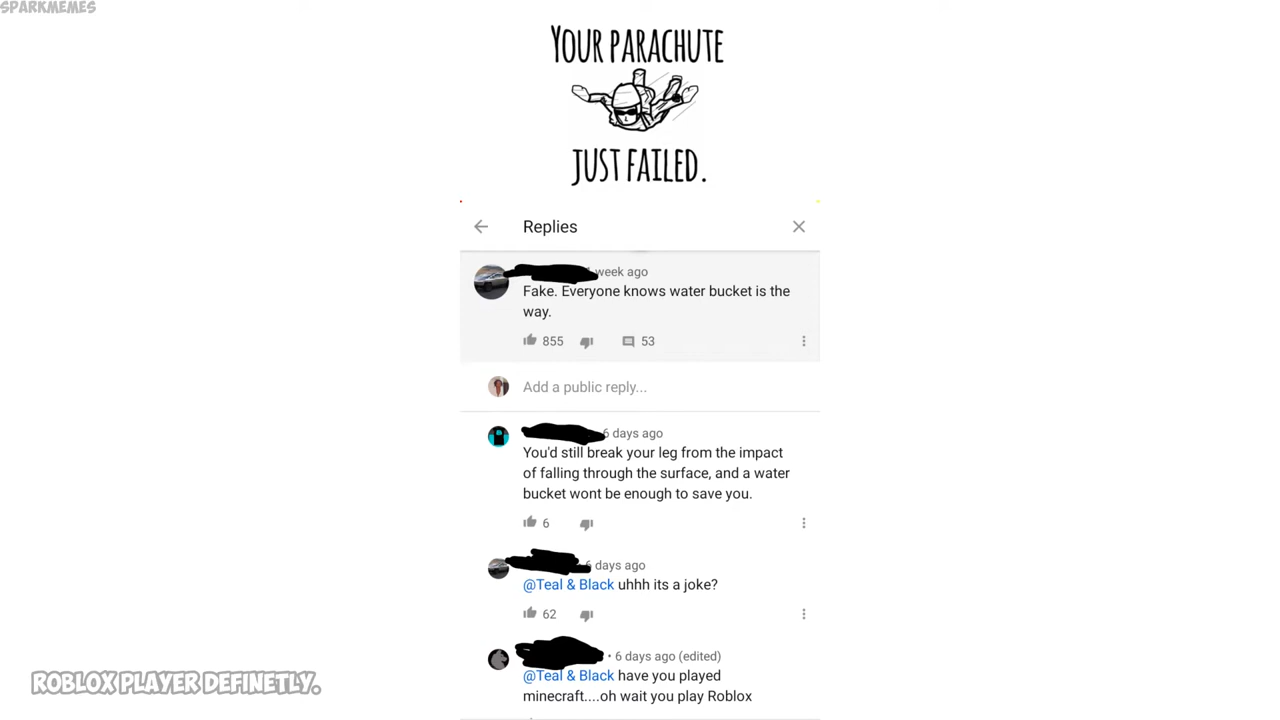 SPARKMEMES
YOUR PARACHUTE
JUST FAILED.
Replies
week ago
Fake. Everyone knows water bucket is the
way.
855 53
Add a public reply...
6 days ago
You'd still break your leg from the impact
of falling through the surface, and a water
bucket wont be enough to save you.
6
6 days ago
@Teal & Black uhhh its a joke?
62
• 6 days ago (edited)
@Teal & Black have you played
minecraft....oh wait you play Roblox
ROBLOX PLAYER DEFINETLY.